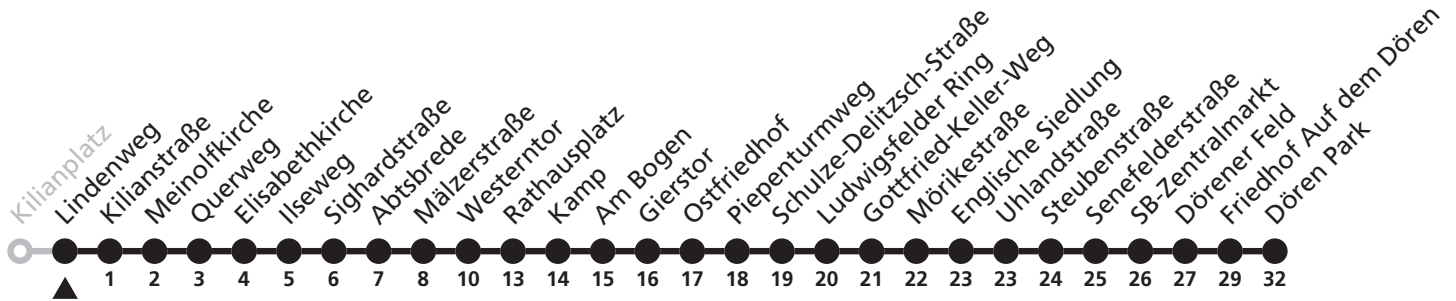 Kilianplatz
Lindenweg
Kilianstraße
Meinolfkirche
Querweg
Elisabethkirche
Ilseweg
Sighardstraße
Abtsbrede
Mälzerstraße
Westerntor
Rathausplatz
Kamp
Am Bogen
Gierstor
Ostfriedhof
Piepenturmweg
Schulze-Delitzsch-Straße
Ludwigsfelder Ring
Gottfried-Keller-Weg
Mörikestraße
Englische Siedlung
Uhlandstraße
Steubenstraße
Senefelderstraße
SB-Zentralmarkt
Dörener Feld
Friedhof Auf dem Dören
Dören Park
1 2 3 4 5 6 7 8 10 13 14 15 16 17 18 19 20 21 22 23 23 24 25 26 27 29 32